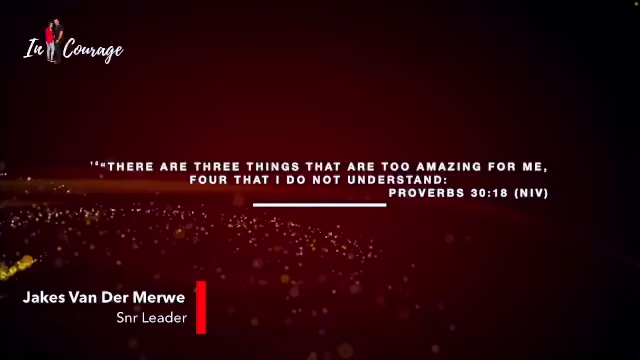 In Courage
¹⁸“THERE ARE THREE THINGS THAT ARE TOO AMAZING FOR ME,
FOUR THAT I DO NOT UNDERSTAND:
PROVERBS 30:18 (NIV)
Jakes Van Der Merwe
Snr Leader